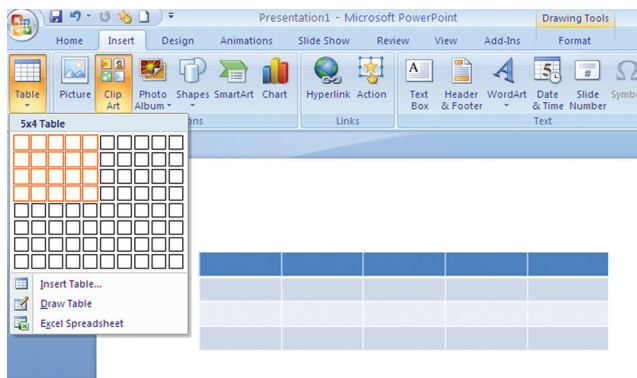 Presentation1 - Microsoft PowerPoint
Drawing Tools
Home Insert Design Animations Slide Show Review View Add-Ins Format
Table Picture Clip Art Photo Album Shapes SmartArt Chart Hyperlink Action Text Box Header & Footer WordArt Date & Time Slide Number
Links Text
5x4 Table
Insert Table...
Draw Table
Excel Spreadsheet